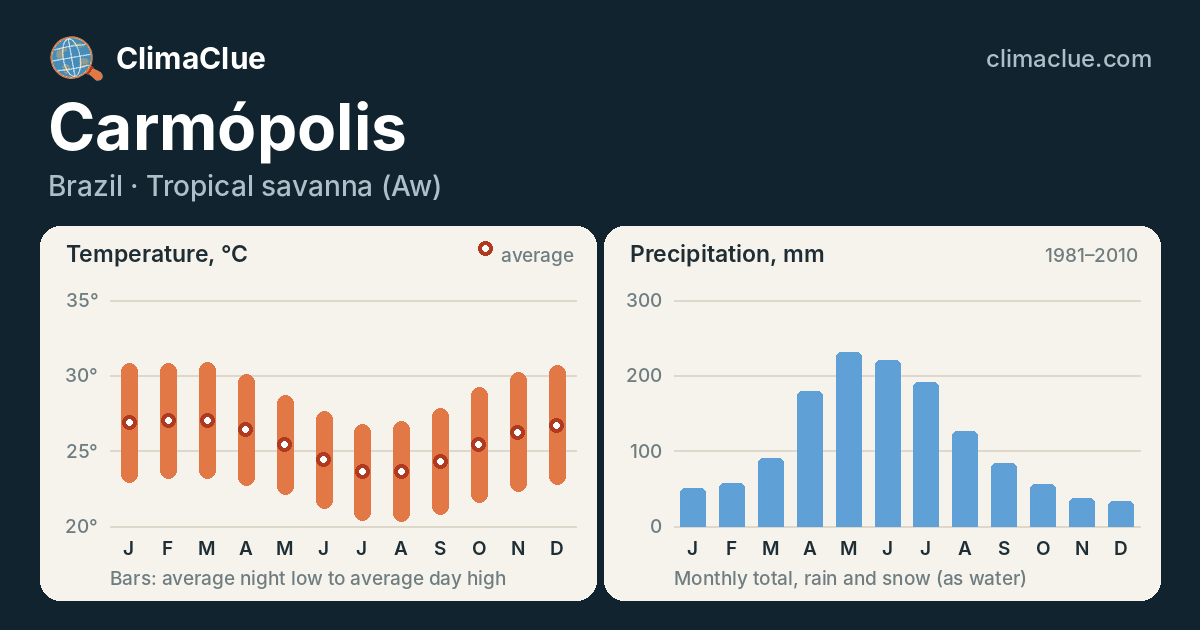 ClimaClue
climaclue.com
Carmópolis
Brazil · Tropical savanna (Aw)
Temperature, °C
average
35°
30°
25°
20°
J F M A M J J A S O N D
Bars: average night low to average day high
Precipitation, mm
1981–2010
300
200
100
0
J F M A M J J A S O N D
Monthly total, rain and snow (as water)